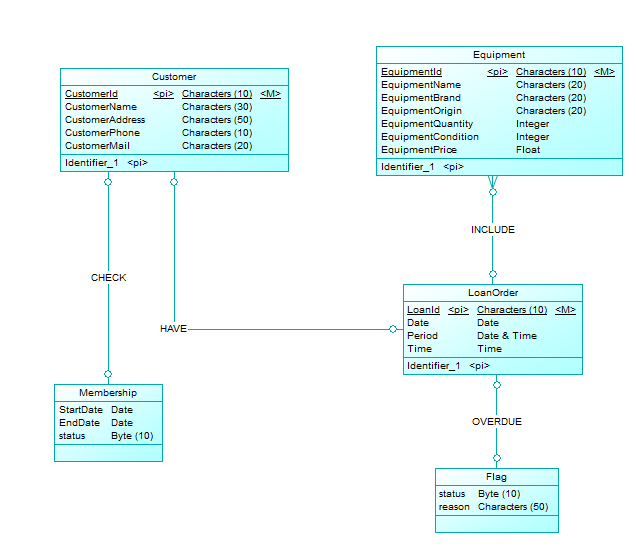 Customer
CustomerId <pi> Characters (10) <M>
CustomerName Characters (30)
CustomerAddress Characters (50)
CustomerPhone Characters (10)
CustomerMail Characters (20)
Identifier_1 <pi>
Equipment
EquipmentId <pi> Characters (10) <M>
EquipmentName Characters (20)
EquipmentBrand Characters (20)
EquipmentOrigin Characters (20)
EquipmentQuantity Integer
EquipmentCondition Integer
EquipmentPrice Float
Identifier_1 <pi>
INCLUDE
CHECK
HAVE
LoanOrder
LoanId <pi> Characters (10) <M>
Date Date
Period Date & Time
Time Time
Identifier_1 <pi>
Membership
StartDate Date
EndDate Date
status Byte (10)
OVERDUE
Flag
status Byte (10)
reason Characters (50)